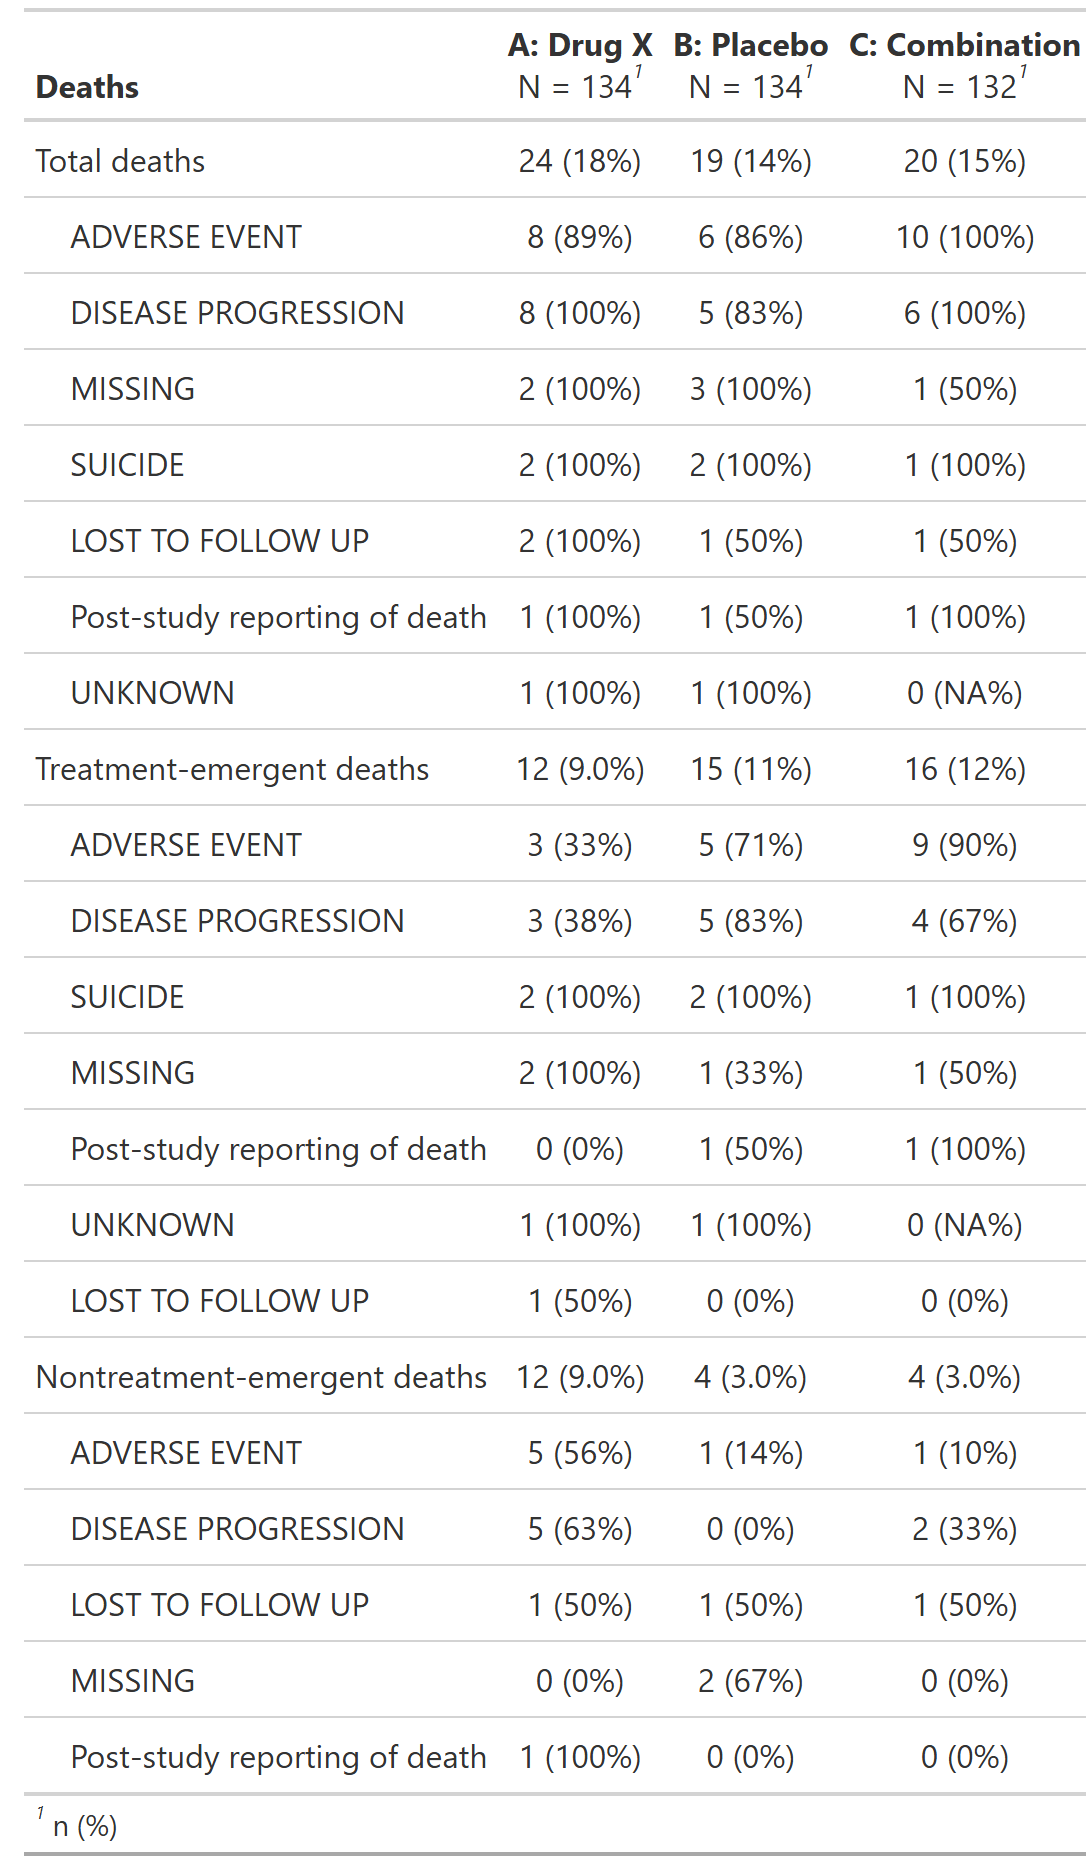 Deaths A: Drug X B: Placebo C: Combination
N = 134¹ N = 134¹ N = 132¹
Total deaths 24 (18%) 19 (14%) 20 (15%)
ADVERSE EVENT 8 (89%) 6 (86%) 10 (100%)
DISEASE PROGRESSION 8 (100%) 5 (83%) 6 (100%)
MISSING 2 (100%) 3 (100%) 1 (50%)
SUICIDE 2 (100%) 2 (100%) 1 (100%)
LOST TO FOLLOW UP 2 (100%) 1 (50%) 1 (50%)
Post-study reporting of death 1 (100%) 1 (50%) 1 (100%)
UNKNOWN 1 (100%) 1 (100%) 0 (NA%)
Treatment-emergent deaths 12 (9.0%) 15 (11%) 16 (12%)
ADVERSE EVENT 3 (33%) 5 (71%) 9 (90%)
DISEASE PROGRESSION 3 (38%) 5 (83%) 4 (67%)
SUICIDE 2 (100%) 2 (100%) 1 (100%)
MISSING 2 (100%) 1 (33%) 1 (50%)
Post-study reporting of death 0 (0%) 1 (50%) 1 (100%)
UNKNOWN 1 (100%) 1 (100%) 0 (NA%)
LOST TO FOLLOW UP 1 (50%) 0 (0%) 0 (0%)
Nontreatment-emergent deaths 12 (9.0%) 4 (3.0%) 4 (3.0%)
ADVERSE EVENT 5 (56%) 1 (14%) 1 (10%)
DISEASE PROGRESSION 5 (63%) 0 (0%) 2 (33%)
LOST TO FOLLOW UP 1 (50%) 1 (50%) 1 (50%)
MISSING 0 (0%) 2 (67%) 0 (0%)
Post-study reporting of death 1 (100%) 0 (0%) 0 (0%)
¹ n (%)